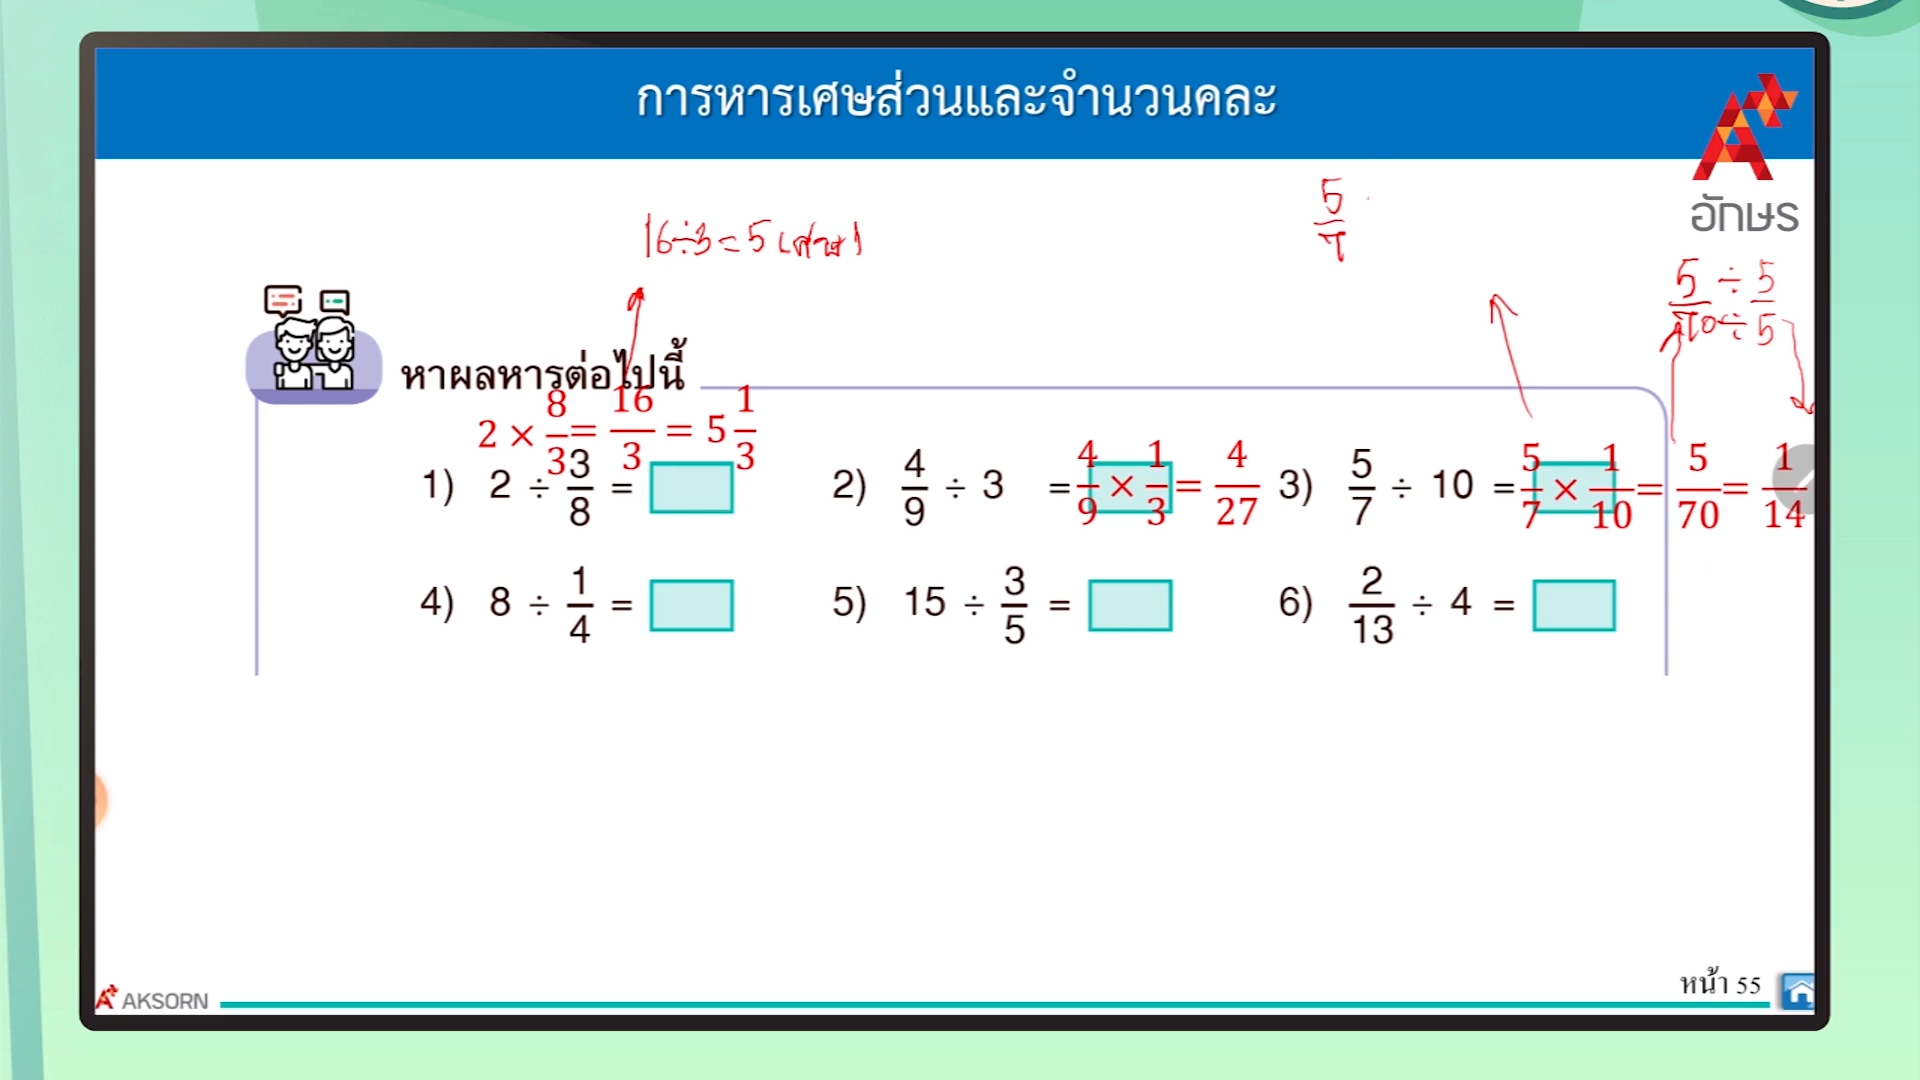 การหารเศษส่วนและจำนวนคละ
อักษร
5/7
16÷3=5 เศษ 1
5÷5/70÷5
หาผลหารต่อไปนี้
2 × 8/3 = 16/3 = 5 1/3
1) 2 ÷ 3/8 =
2) 4/9 ÷ 3 = 4/9 × 1/3 = 4/27
3) 5/7 ÷ 10 = 5/7 × 1/10 = 5/70 = 1/14
4) 8 ÷ 1/4 =
5) 15 ÷ 3/5 =
6) 2/13 ÷ 4 =
หน้า 55
AKSORN